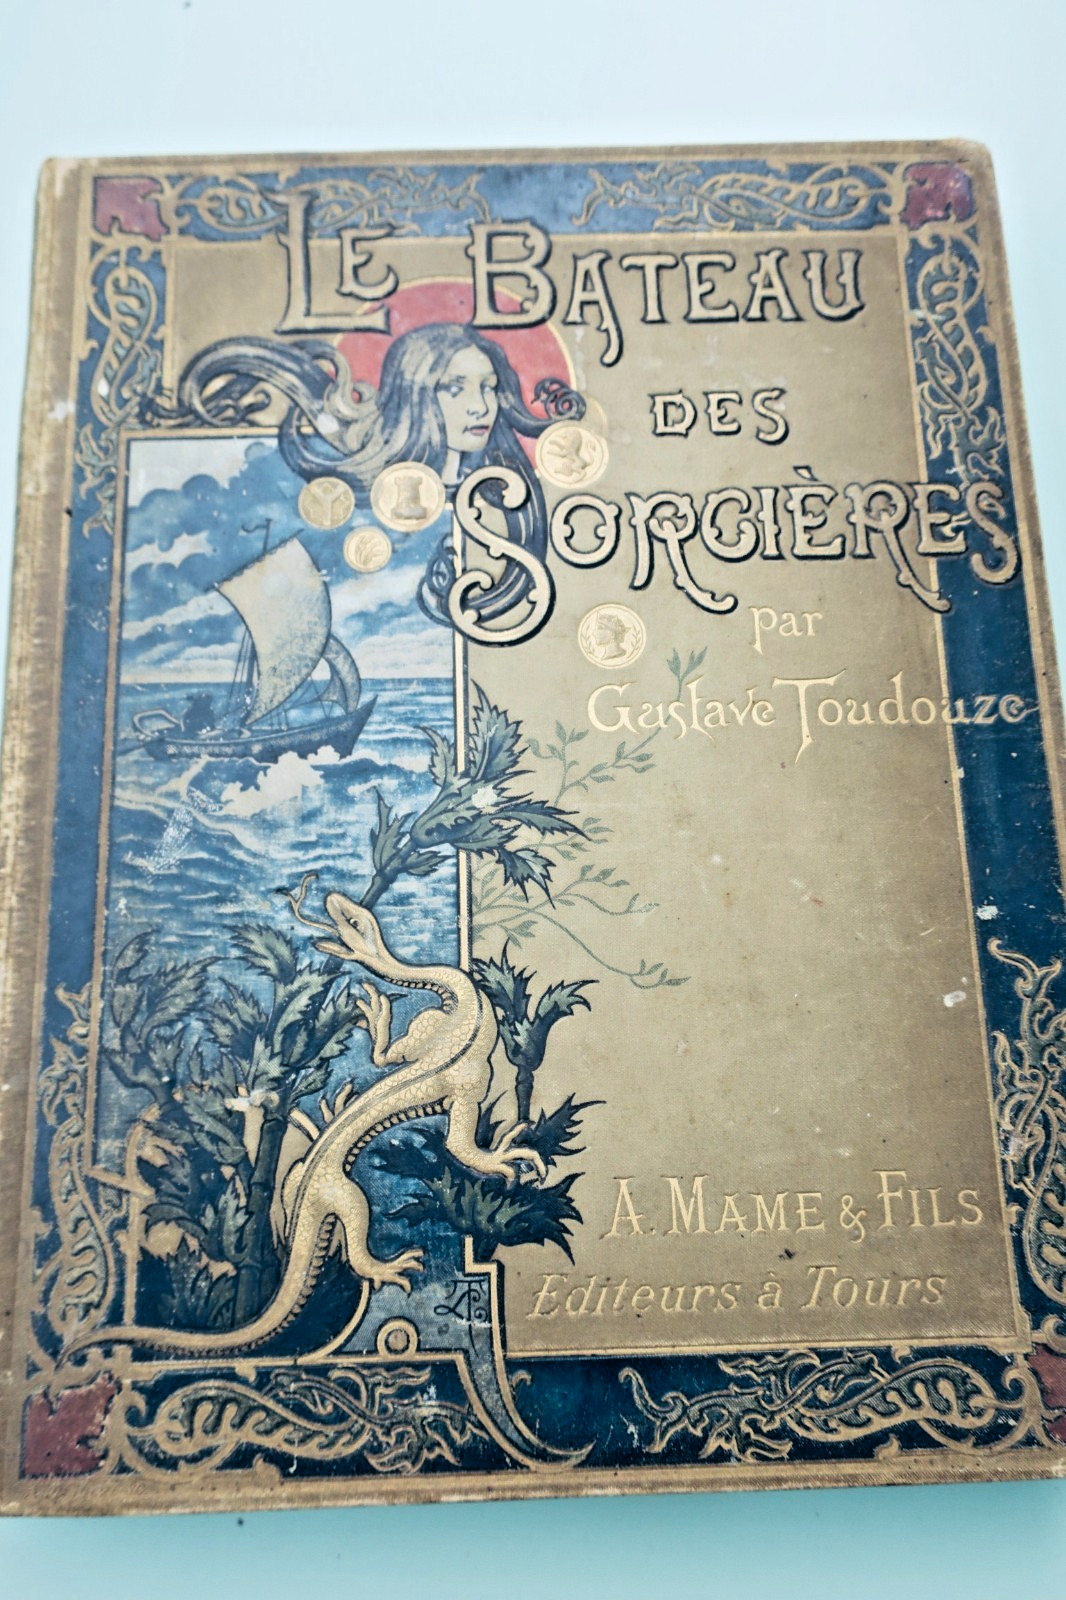 Le Bateau
des
Sorcières
par
Gustave Toudouze
A. Mame & Fils
Editeurs à Tours